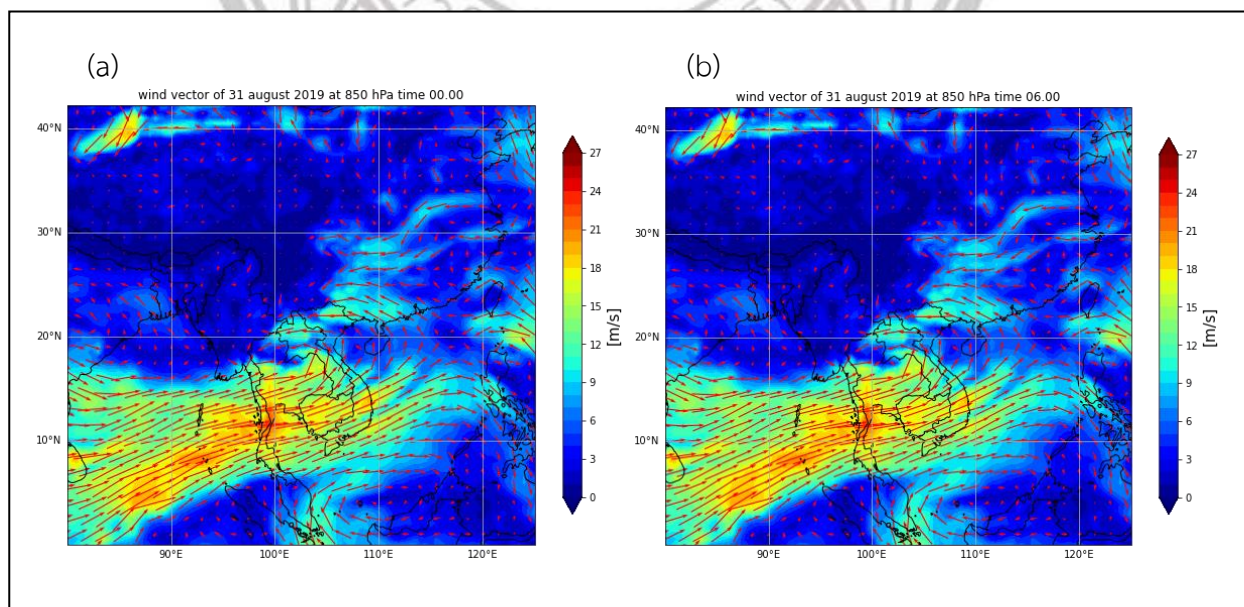 (a)
wind vector of 31 august 2019 at 850 hPa time 00.00
40°N
30°N
20°N
10°N
90°E
100°E
110°E
120°E
27
24
21
18
15
12
9
6
3
0
[m/s]
(b)
wind vector of 31 august 2019 at 850 hPa time 06.00
40°N
30°N
20°N
10°N
90°E
100°E
110°E
120°E
27
24
21
18
15
12
9
6
3
0
[m/s]